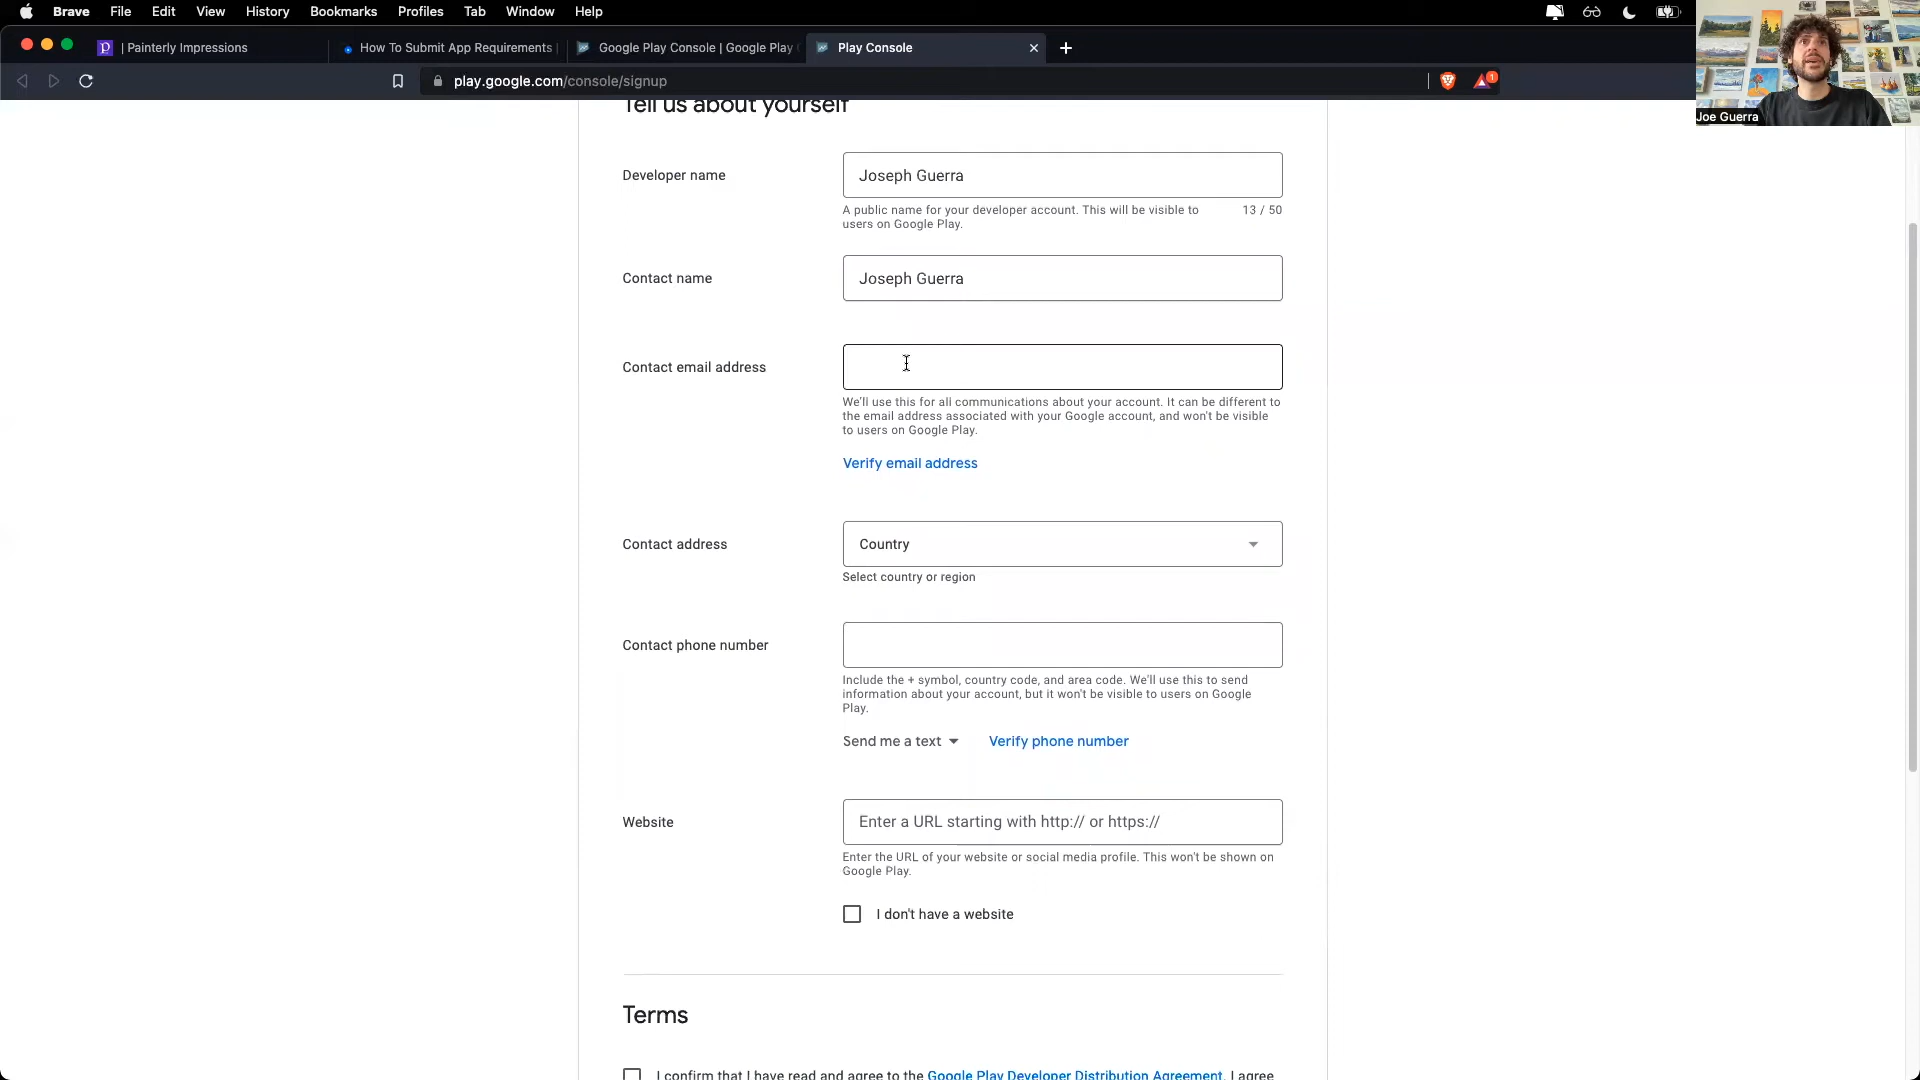 Brave File Edit View History Bookmarks Profiles Tab Window Help
p | Painterly Impressions
How To Submit App Requirements
Google Play Console | Google Play
Play Console
play.google.com/console/signup
1
Joe Guerra
Tell us about yourself
Developer name
Joseph Guerra
A public name for your developer account. This will be visible to
users on Google Play.
13 / 50
Contact name
Joseph Guerra
Contact email address
We'll use this for all communications about your account. It can be different to
the email address associated with your Google account, and won't be visible
to users on Google Play.
Verify email address
Contact address
Country
Select country or region
Contact phone number
Include the + symbol, country code, and area code. We'll use this to send
information about your account, but it won't be visible to users on Google
Play.
Send me a text
Verify phone number
Website
Enter a URL starting with http:// or https://
Enter the URL of your website or social media profile. This won't be shown on
Google Play.
I don't have a website
Terms
I confirm that I have read and agree to the Google Play Developer Distribution Agreement. I agree